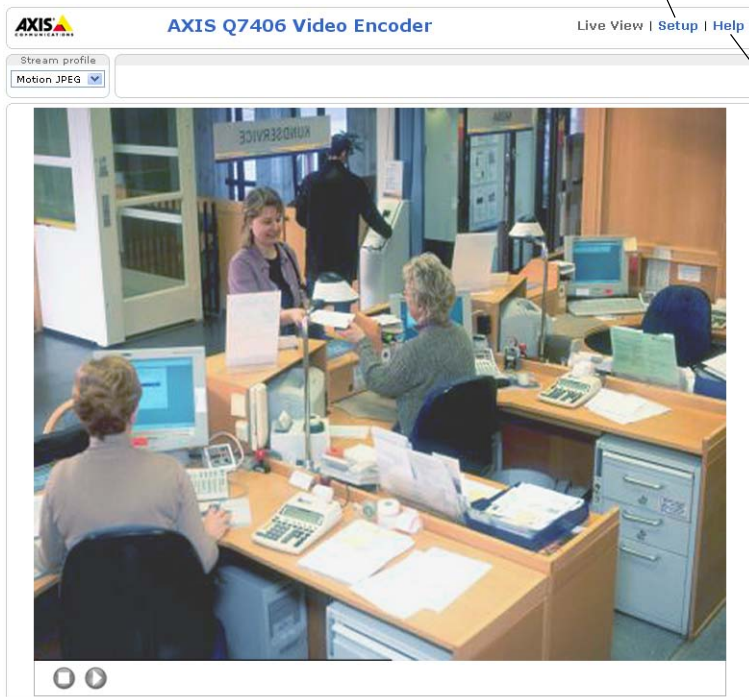 AXIS
COMMUNICATIONS
AXIS Q7406 Video Encoder
Live View | Setup | Help
Stream profile
Motion JPEG
KUNDSERVICE